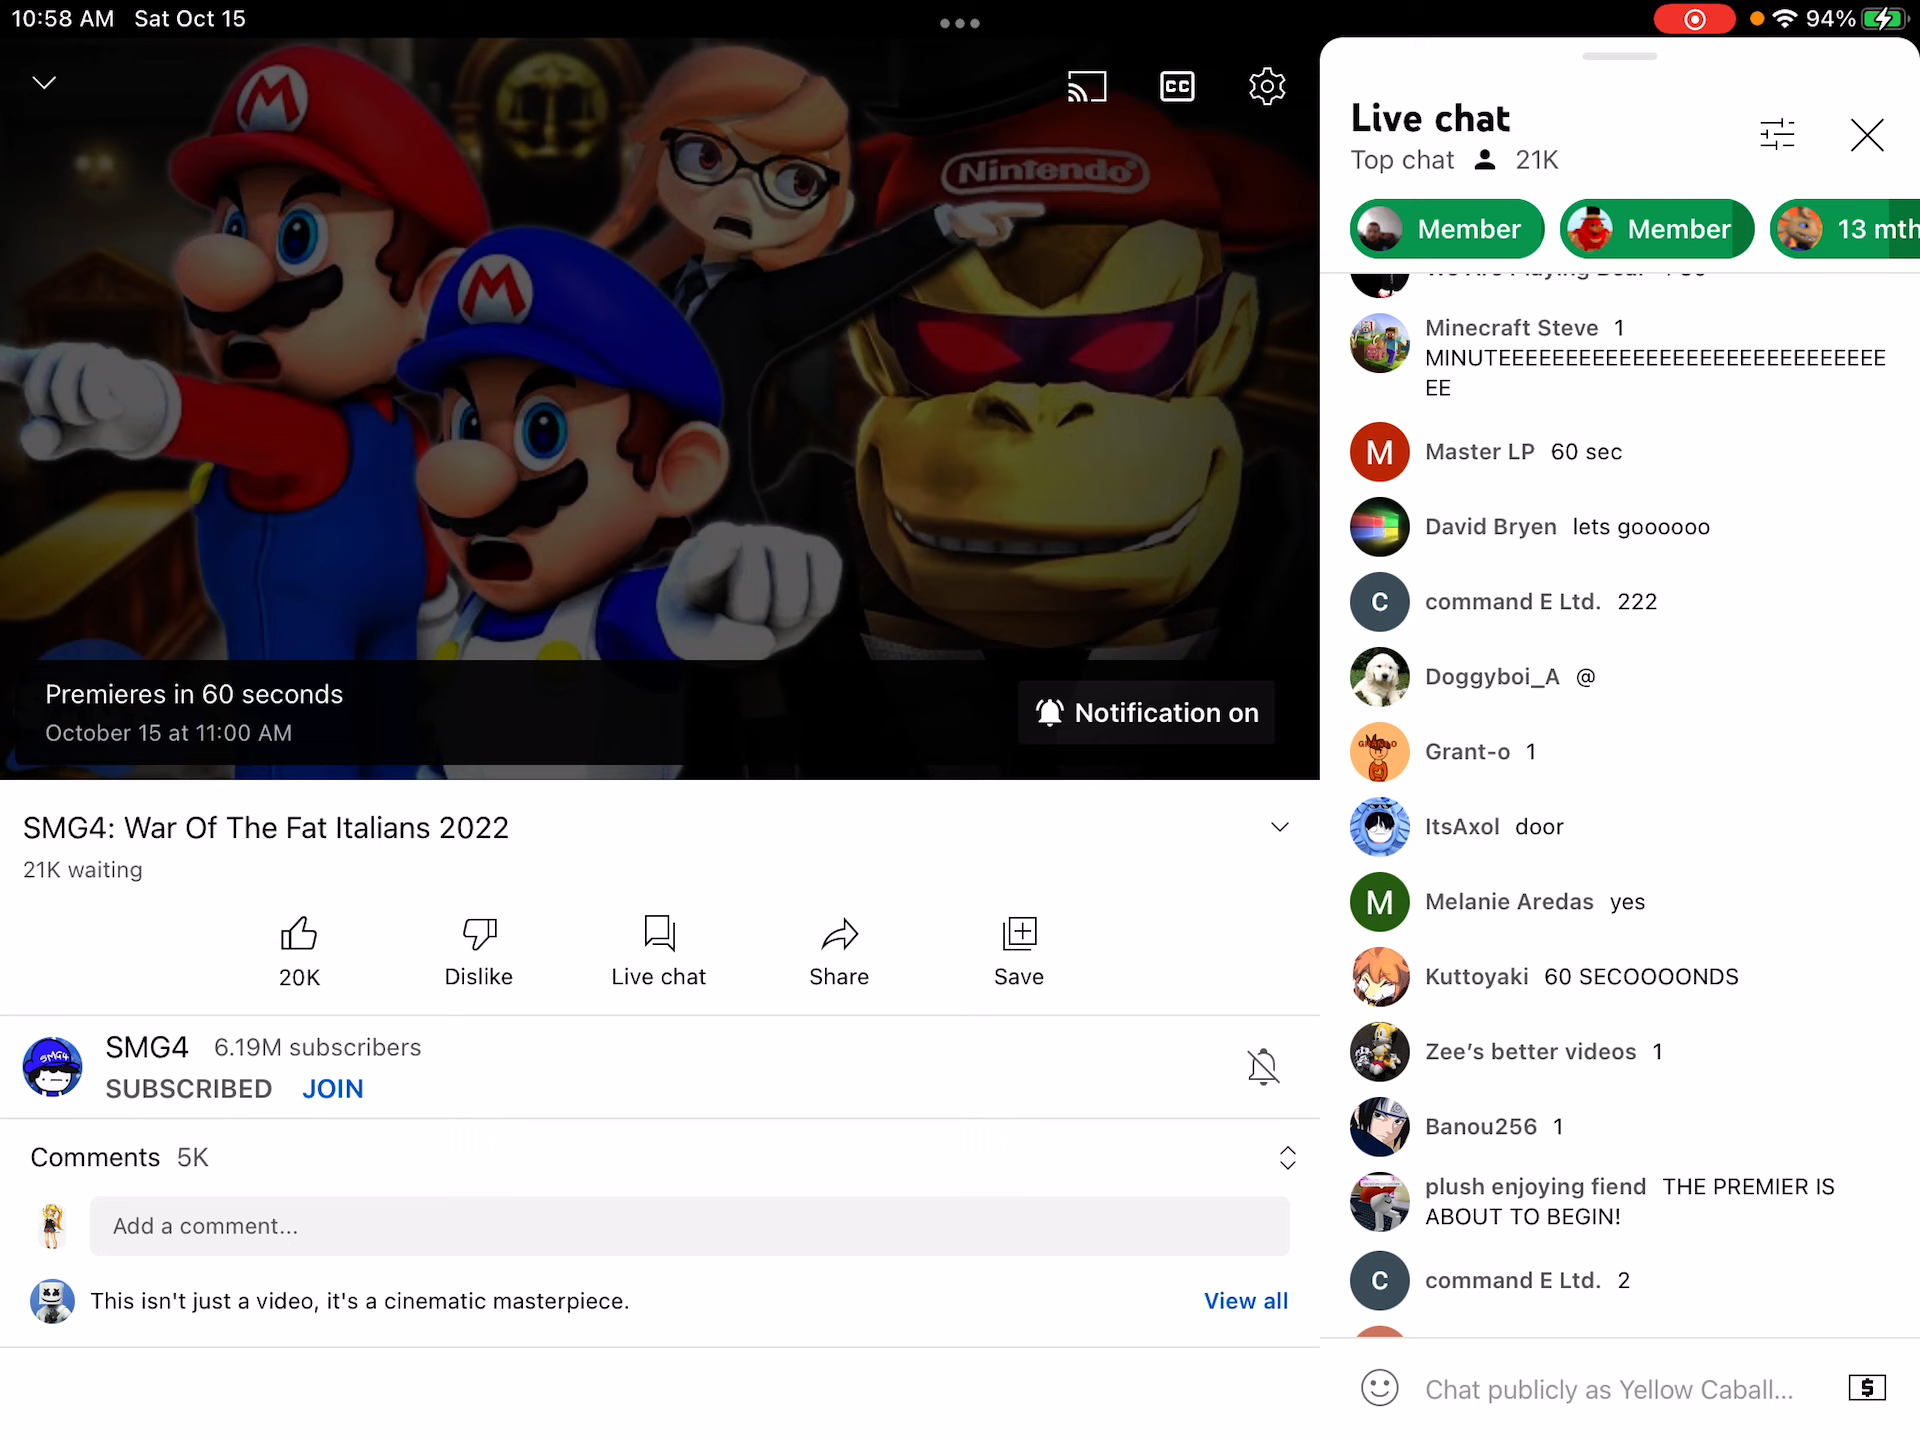 10:58 AM Sat Oct 15
94%
CC
Nintendo
M
M
Premieres in 60 seconds
October 15 at 11:00 AM
Notification on
SMG4: War Of The Fat Italians 2022
21K waiting
20K
Dislike
Live chat
Share
Save
SMG4
SMG4 6.19M subscribers
SUBSCRIBED JOIN
Comments 5K
Add a comment...
This isn't just a video, it's a cinematic masterpiece.
View all
Live chat
Top chat 21K
Member
Member
13 mth
Minecraft Steve 1
MINUTEEEEEEEEEEEEEEEEEEEEEEEEEEEEE
EE
M
Master LP 60 sec
David Bryen lets goooooo
C
command E Ltd. 222
Doggyboi_A @
Grant-o 1
ItsAxol door
M
Melanie Aredas yes
Kuttoyaki 60 SECOOOONDS
Zee's better videos 1
Banou256 1
plush enjoying fiend THE PREMIER IS
ABOUT TO BEGIN!
C
command E Ltd. 2
Chat publicly as Yellow Caball...
$